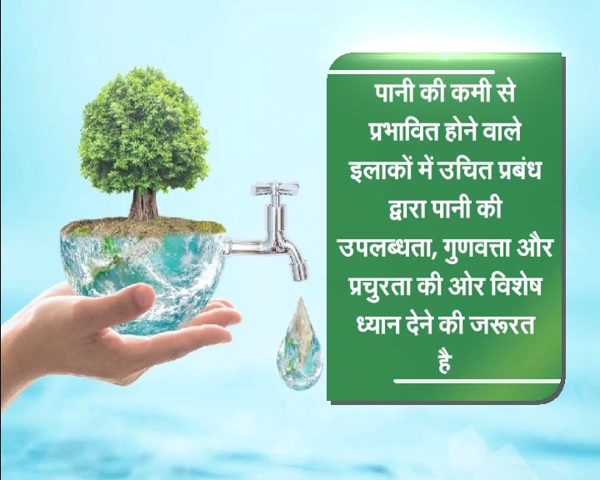 पानी की कमी से
प्रभावित होने वाले
इलाकों में उचित प्रबंध
द्वारा पानी की
उपलब्धता, गुणवत्ता और
प्रचुरता की ओर विशेष
ध्यान देने की जरूरत
है